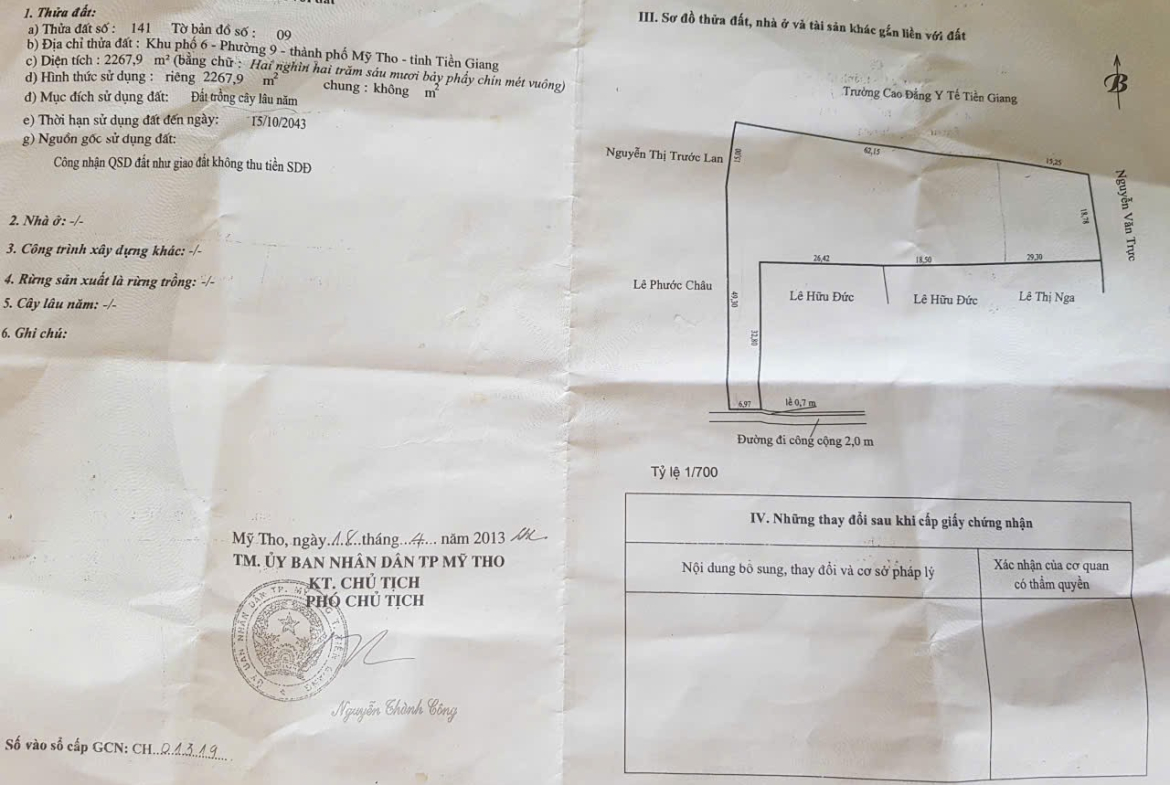 1. Thửa đất:
a) Thửa đất số : 141 Tờ bản đồ số : 09
b) Địa chỉ thửa đất : Khu phố 6 - Phường 9 - thành phố Mỹ Tho - tỉnh Tiền Giang
c) Diện tích : 2267,9 m² (bằng chữ : Hai nghìn hai trăm sáu mươi bảy phẩy chín mét vuông)
d) Hình thức sử dụng : riêng 2267,9 m² chung : không m²
đ) Mục đích sử dụng đất: Đất trồng cây lâu năm
e) Thời hạn sử dụng đất đến ngày: 15/10/2043
g) Nguồn gốc sử dụng đất:
Công nhận QSD đất như giao đất không thu tiền SDĐ
2. Nhà ở: -/-
3. Công trình xây dựng khác: -/-
4. Rừng sản xuất là rừng trồng: -/-
5. Cây lâu năm: -/-
6. Ghi chú:
Mỹ Tho, ngày.18.tháng..4... năm 2013
TM. ỦY BAN NHÂN DÂN TP MỸ THO
KT. CHỦ TỊCH
PHÓ CHỦ TỊCH
Nguyễn Thành Công
Số vào sổ cấp GCN: CH..01319...
III. Sơ đồ thửa đất, nhà ở và tài sản khác gắn liền với đất
B
Trường Cao Đẳng Y Tế Tiền Giang
Nguyễn Thị Trước Lan
62,15
15,25
Nguyễn Văn Trực
18,78
26,42
18,50
29,20
Lê Phước Châu
Lê Hữu Đức
Lê Hữu Đức
Lê Thị Nga
40,30
32,80
6,97
lề 0,7 m
Đường đi công cộng 2,0 m
Tỷ lệ 1/700
IV. Những thay đổi sau khi cấp giấy chứng nhận
Nội dung bổ sung, thay đổi và cơ sở pháp lý
Xác nhận của cơ quan
có thẩm quyền